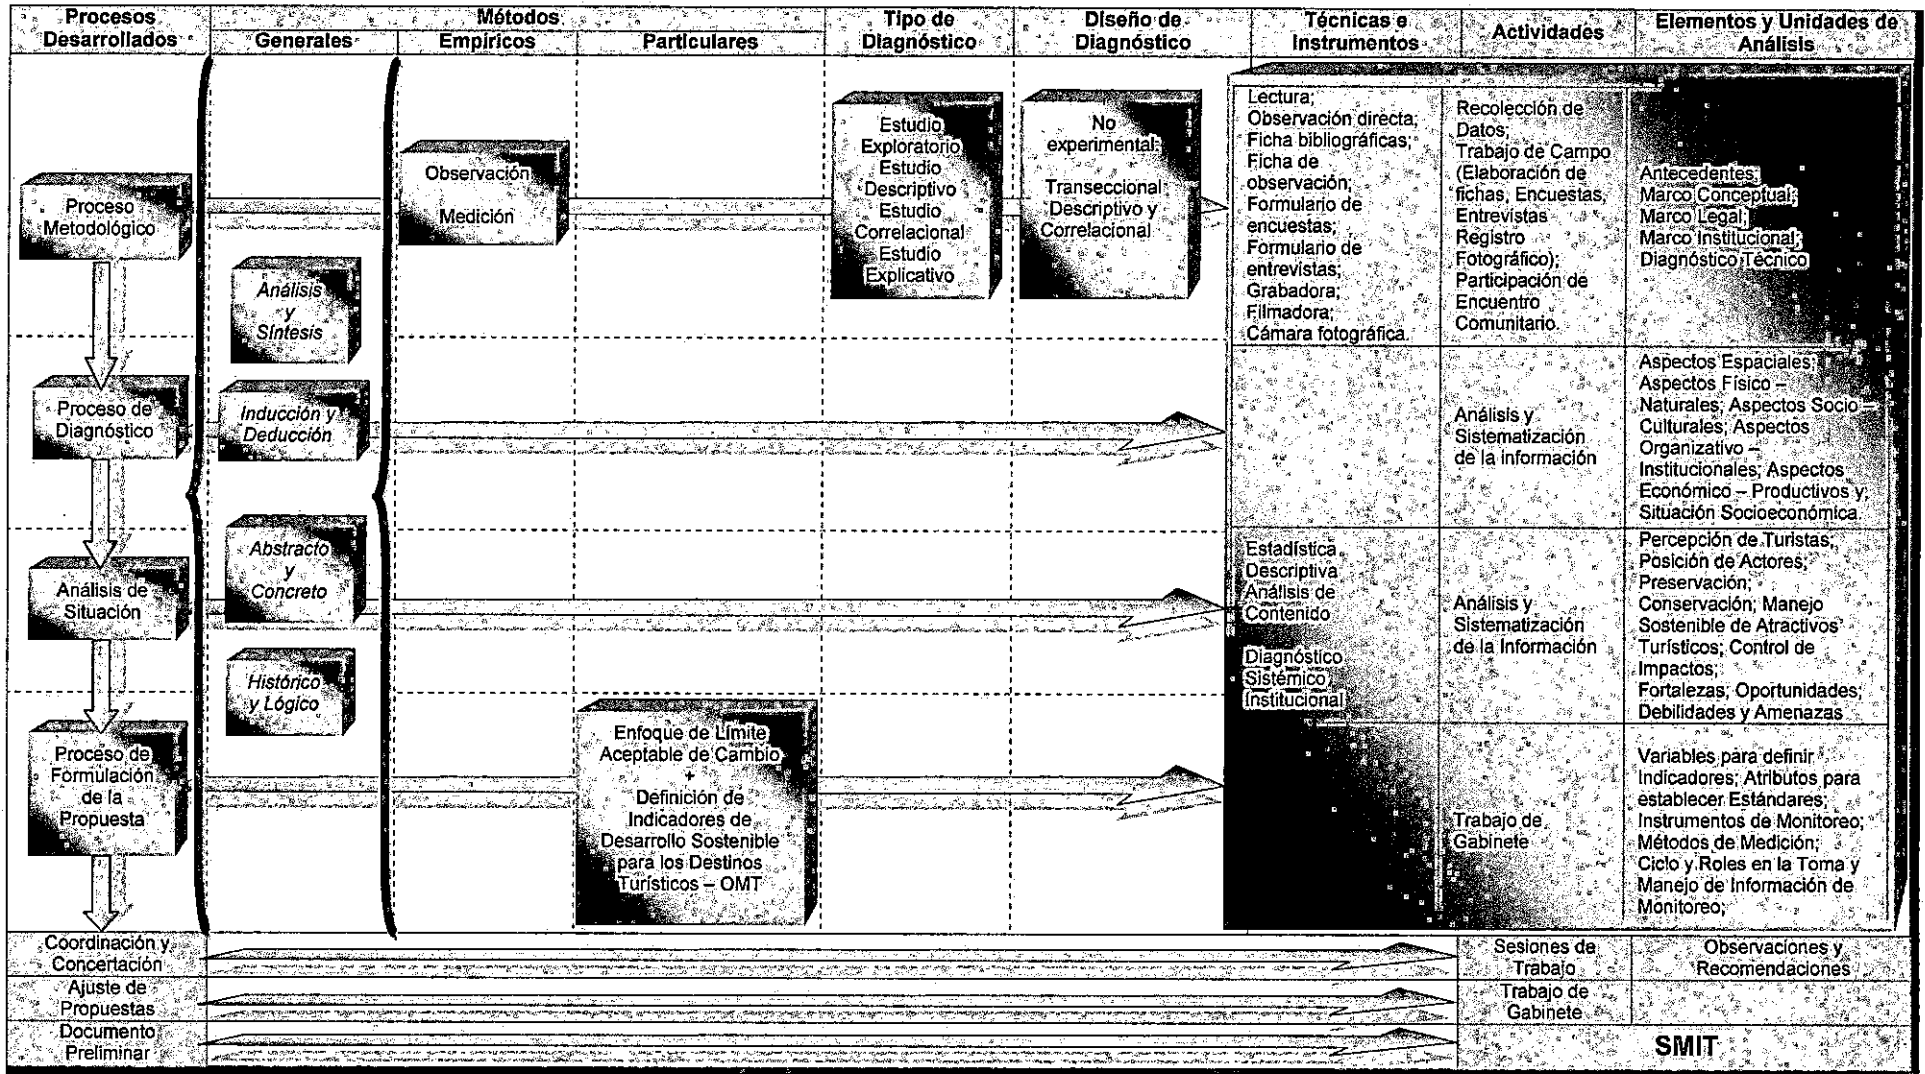 Procesos
Desarrollados
Métodos
Generales
Empíricos
Particulares
Tipo de
Diagnóstico
Diseño de
Diagnóstico
Técnicas e
Instrumentos
Actividades
Elementos y Unidades de
Análisis
Proceso
Metodológico
Análisis
y
Síntesis
Observación
Medición
Estudio
Exploratorio
Estudio
Descriptivo
Estudio
Correlacional
Estudio
Explicativo
No
experimental
Transeccional
Descriptivo y
Correlacional
Lectura;
Observación directa;
Ficha bibliográficas;
Ficha de
observación;
Formulario de
encuestas;
Formulario de
entrevistas;
Grabadora;
Filmadora;
Cámara fotográfica.
Recolección de
Datos;
Trabajo de Campo
(Elaboración de
fichas, Encuestas,
Entrevistas
Registro
Fotográfico);
Participación de
Encuentro
Comunitario.
Antecedentes;
Marco Conceptual;
Marco Legal;
Marco Institucional;
Diagnóstico Técnico
Proceso de
Diagnóstico
Inducción y
Deducción
Análisis y
Sistematización
de la información
Aspectos Espaciales;
Aspectos Físico –
Naturales; Aspectos Socio –
Culturales; Aspectos
Organizativo –
Institucionales; Aspectos
Económico – Productivos y;
Situación Socioeconómica.
Análisis de
Situación
Abstracto
y
Concreto
Histórico
y Lógico
Estadística
Descriptiva
Análisis de
Contenido
Diagnóstico
Sistémico
Institucional
Análisis y
Sistematización
de la Información
Percepción de Turistas;
Posición de Actores;
Preservación;
Conservación; Manejo
Sostenible de Atractivos
Turísticos; Control de
Impactos;
Fortalezas; Oportunidades;
Debilidades y Amenazas
Proceso de
Formulación
de la
Propuesta
Enfoque de Límite
Aceptable de Cambio
+
Definición de
Indicadores de
Desarrollo Sostenible
para los Destinos
Turísticos – OMT
Trabajo de
Gabinete
Variables para definir
Indicadores; Atributos para
establecer Estándares;
Instrumentos de Monitoreo;
Métodos de Medición;
Ciclo y Roles en la Toma y
Manejo de Información de
Monitoreo;
Coordinación y
Concertación
Sesiones de
Trabajo
Observaciones y
Recomendaciones
Ajuste de
Propuestas
Trabajo de
Gabinete
Documento
Preliminar
SMIT